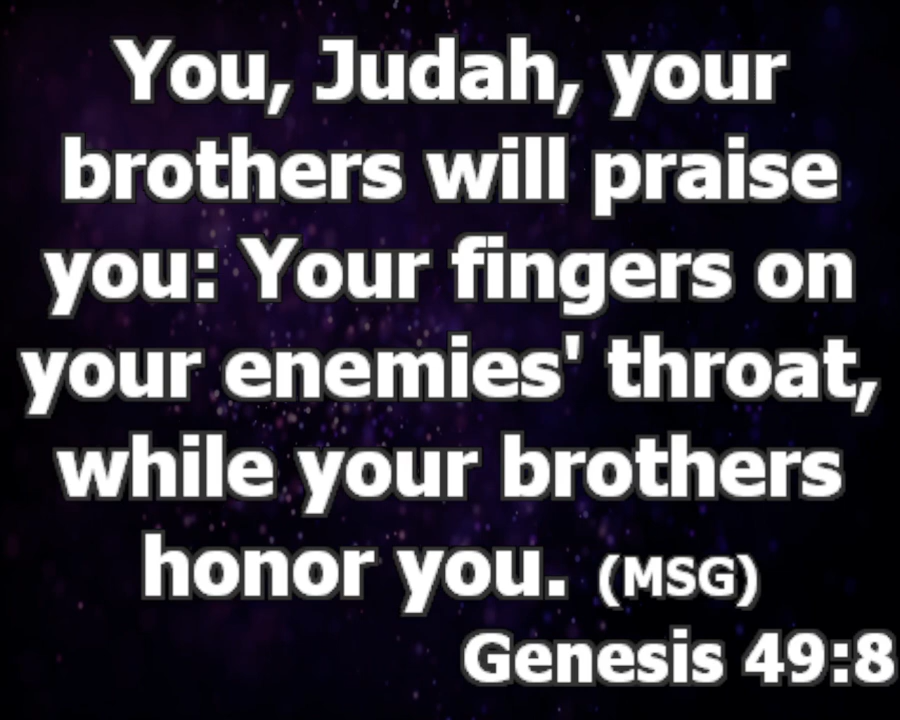 You, Judah, your
brothers will praise
you: Your fingers on
your enemies' throat,
while your brothers
honor you. (MSG)
Genesis 49:8